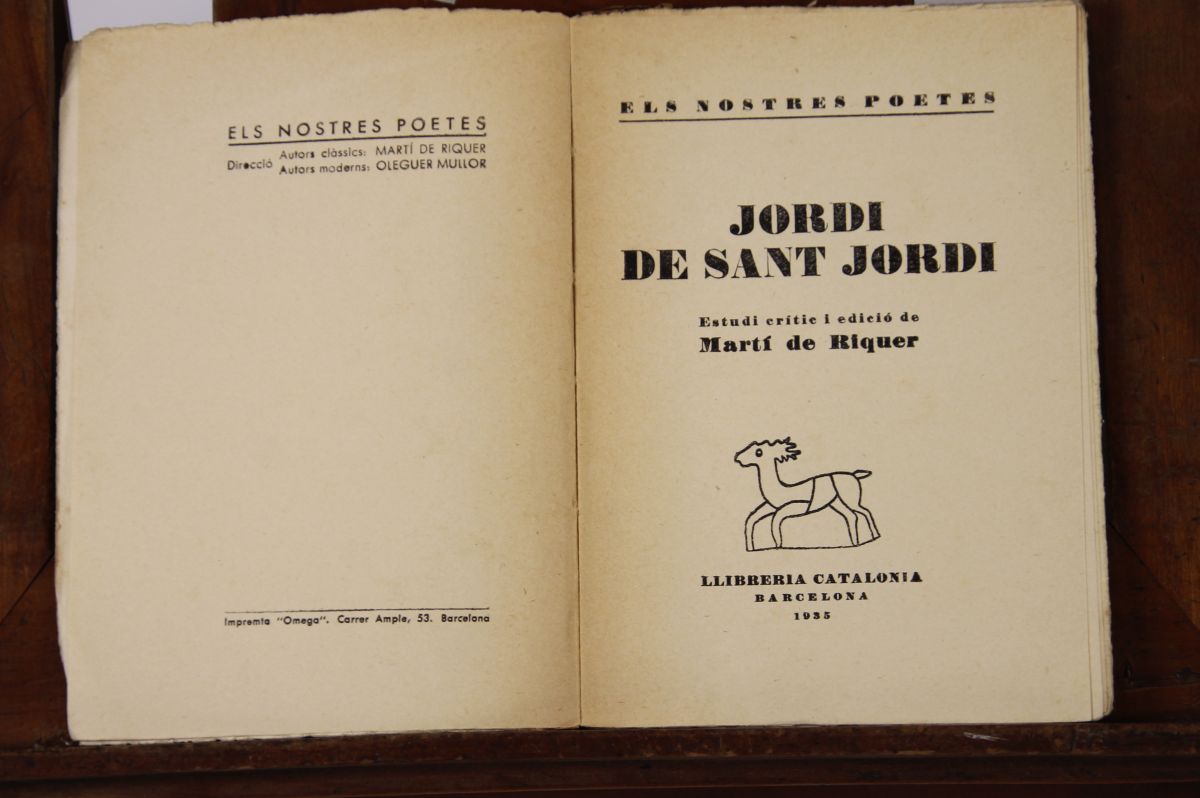 ELS NOSTRES POETES
Direcció Autors clàssics: MARTÍ DE RIQUER
Autors moderns: OLEGUER MULLOR
Impremta "Omega". Carrer Ample, 53. Barcelona
ELS NOSTRES POETES
JORDI
DE SANT JORDI
Estudi crític i edició de
Martí de Riquer
LLIBRERIA CATALONIA
BARCELONA
1935